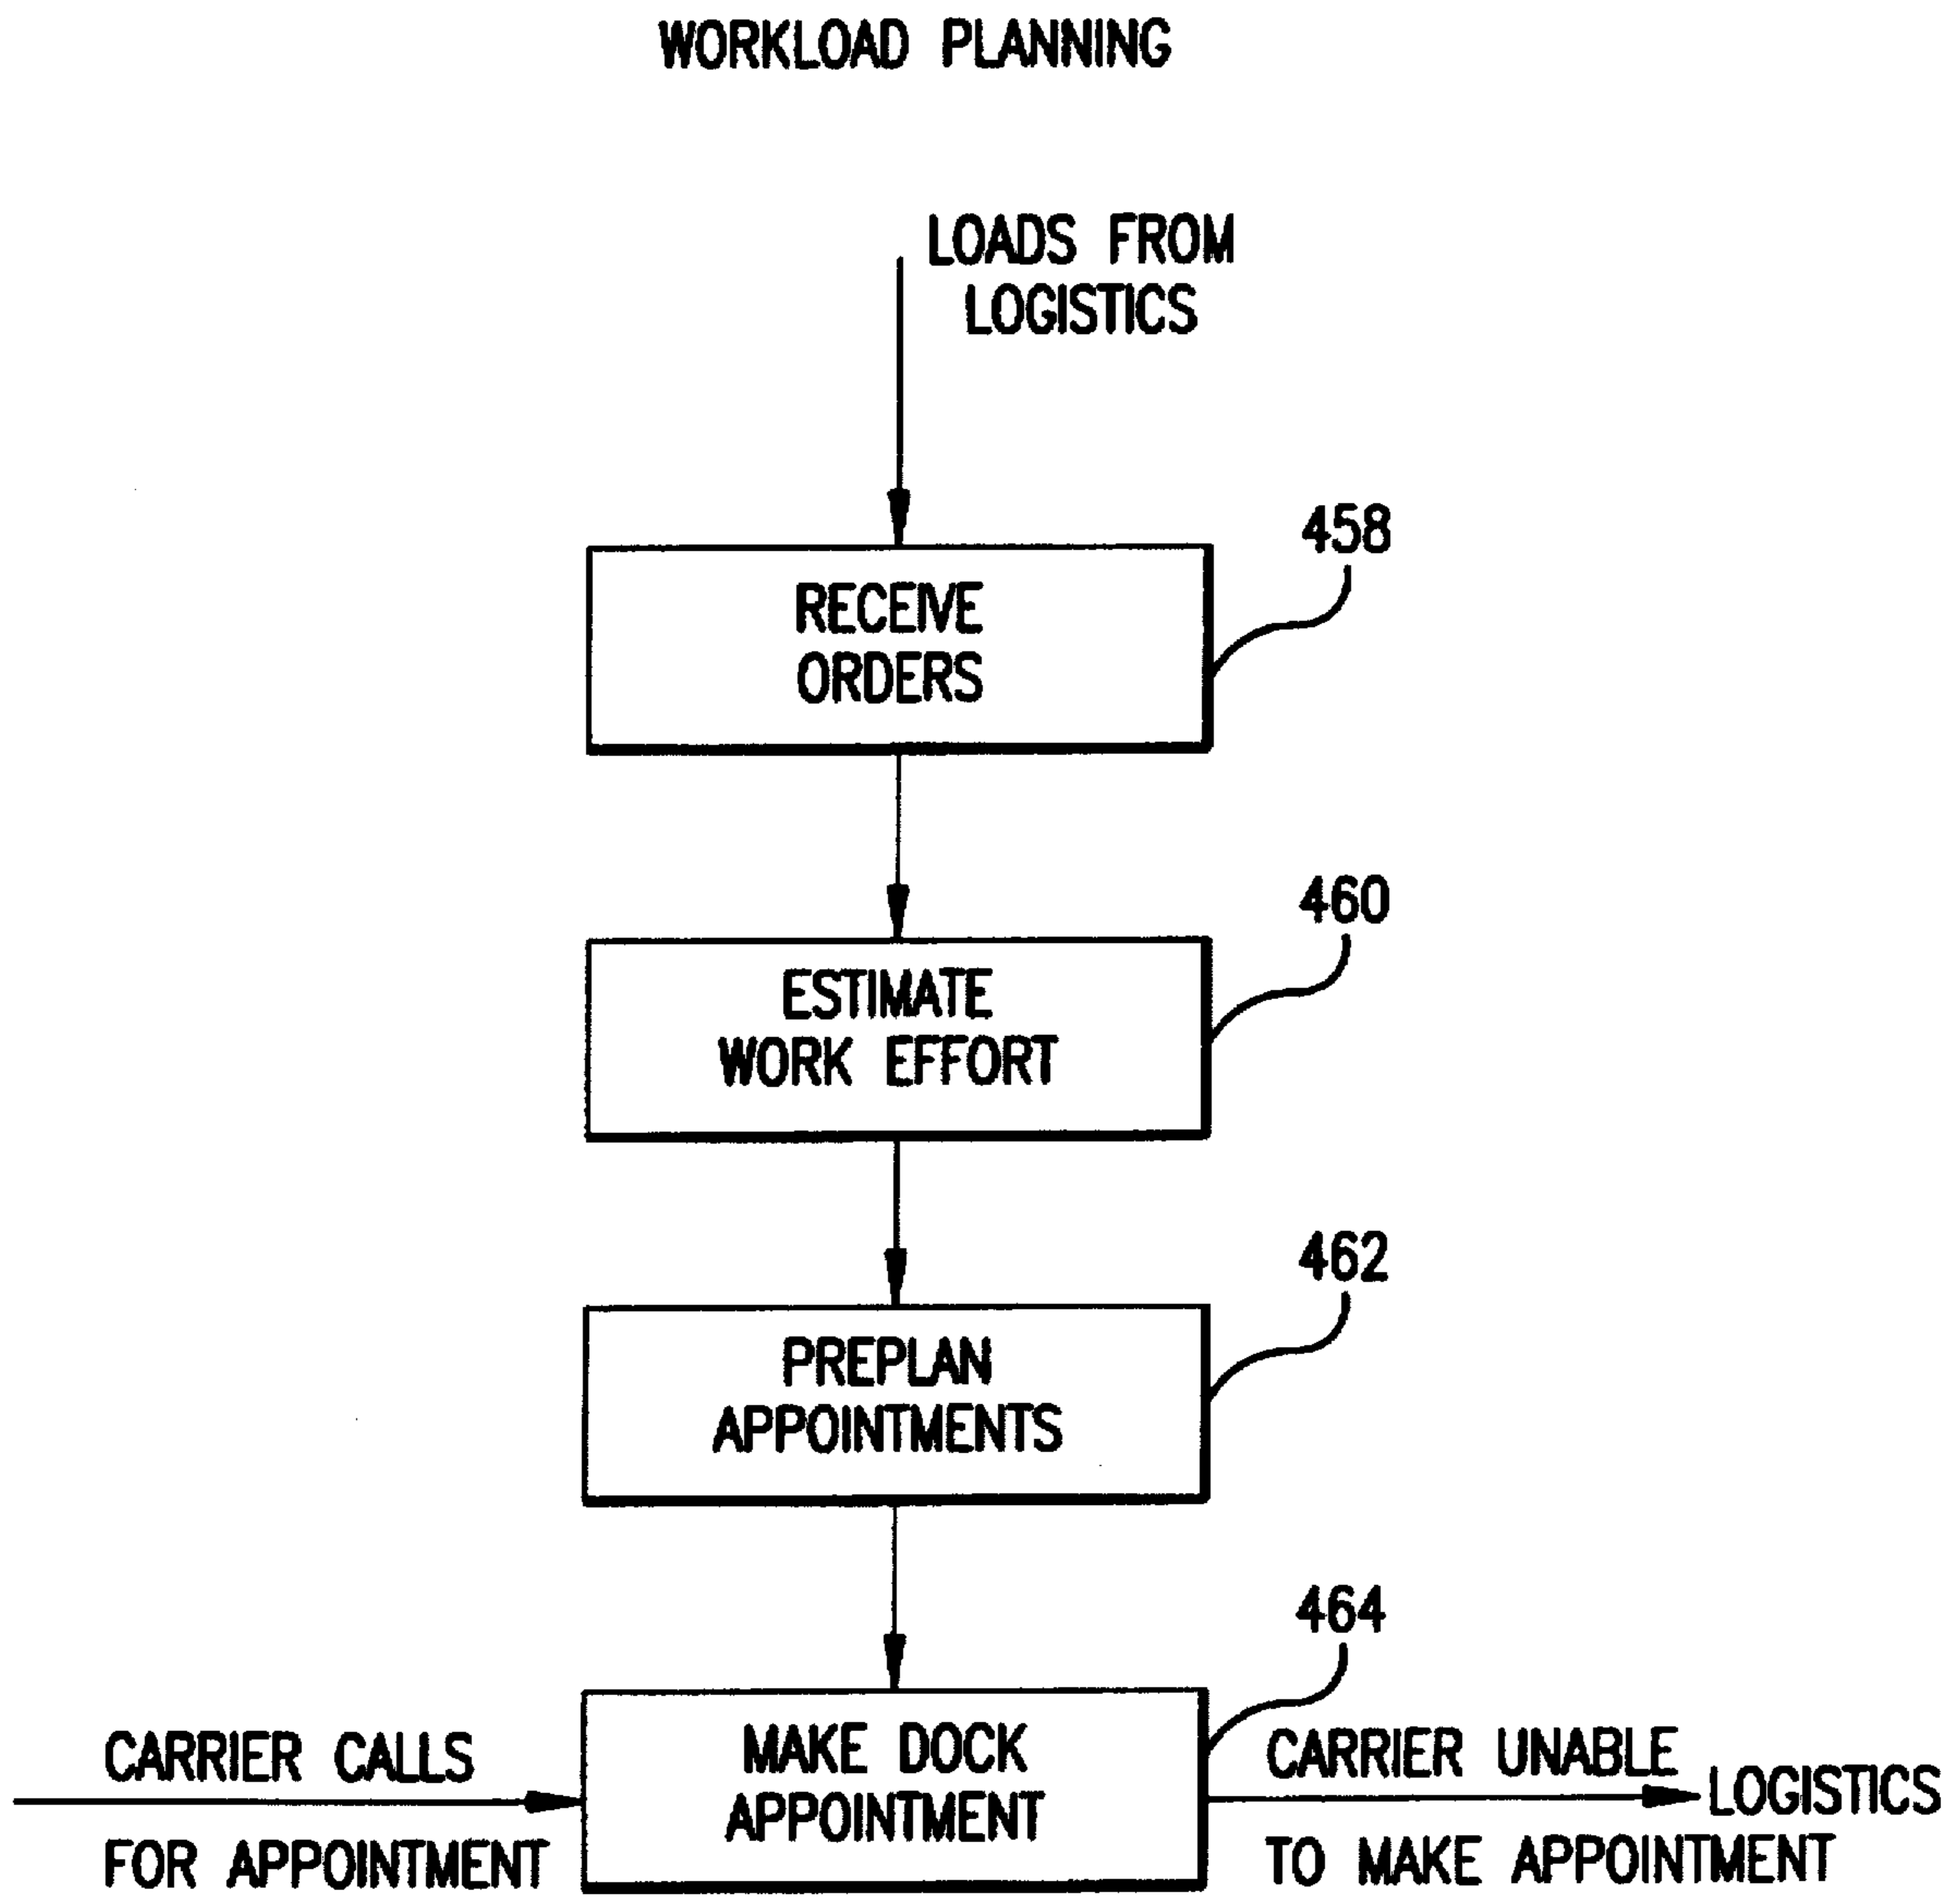 WORKLOAD PLANNING
LOADS FROM
LOGISTICS
458
RECEIVE
ORDERS
460
ESTIMATE
WORK EFFORT
462
PREPLAN
APPOINTMENTS
464
MAKE DOCK
APPOINTMENT
CARRIER CALLS
FOR APPOINTMENT
CARRIER UNABLE
TO MAKE APPOINTMENT
LOGISTICS